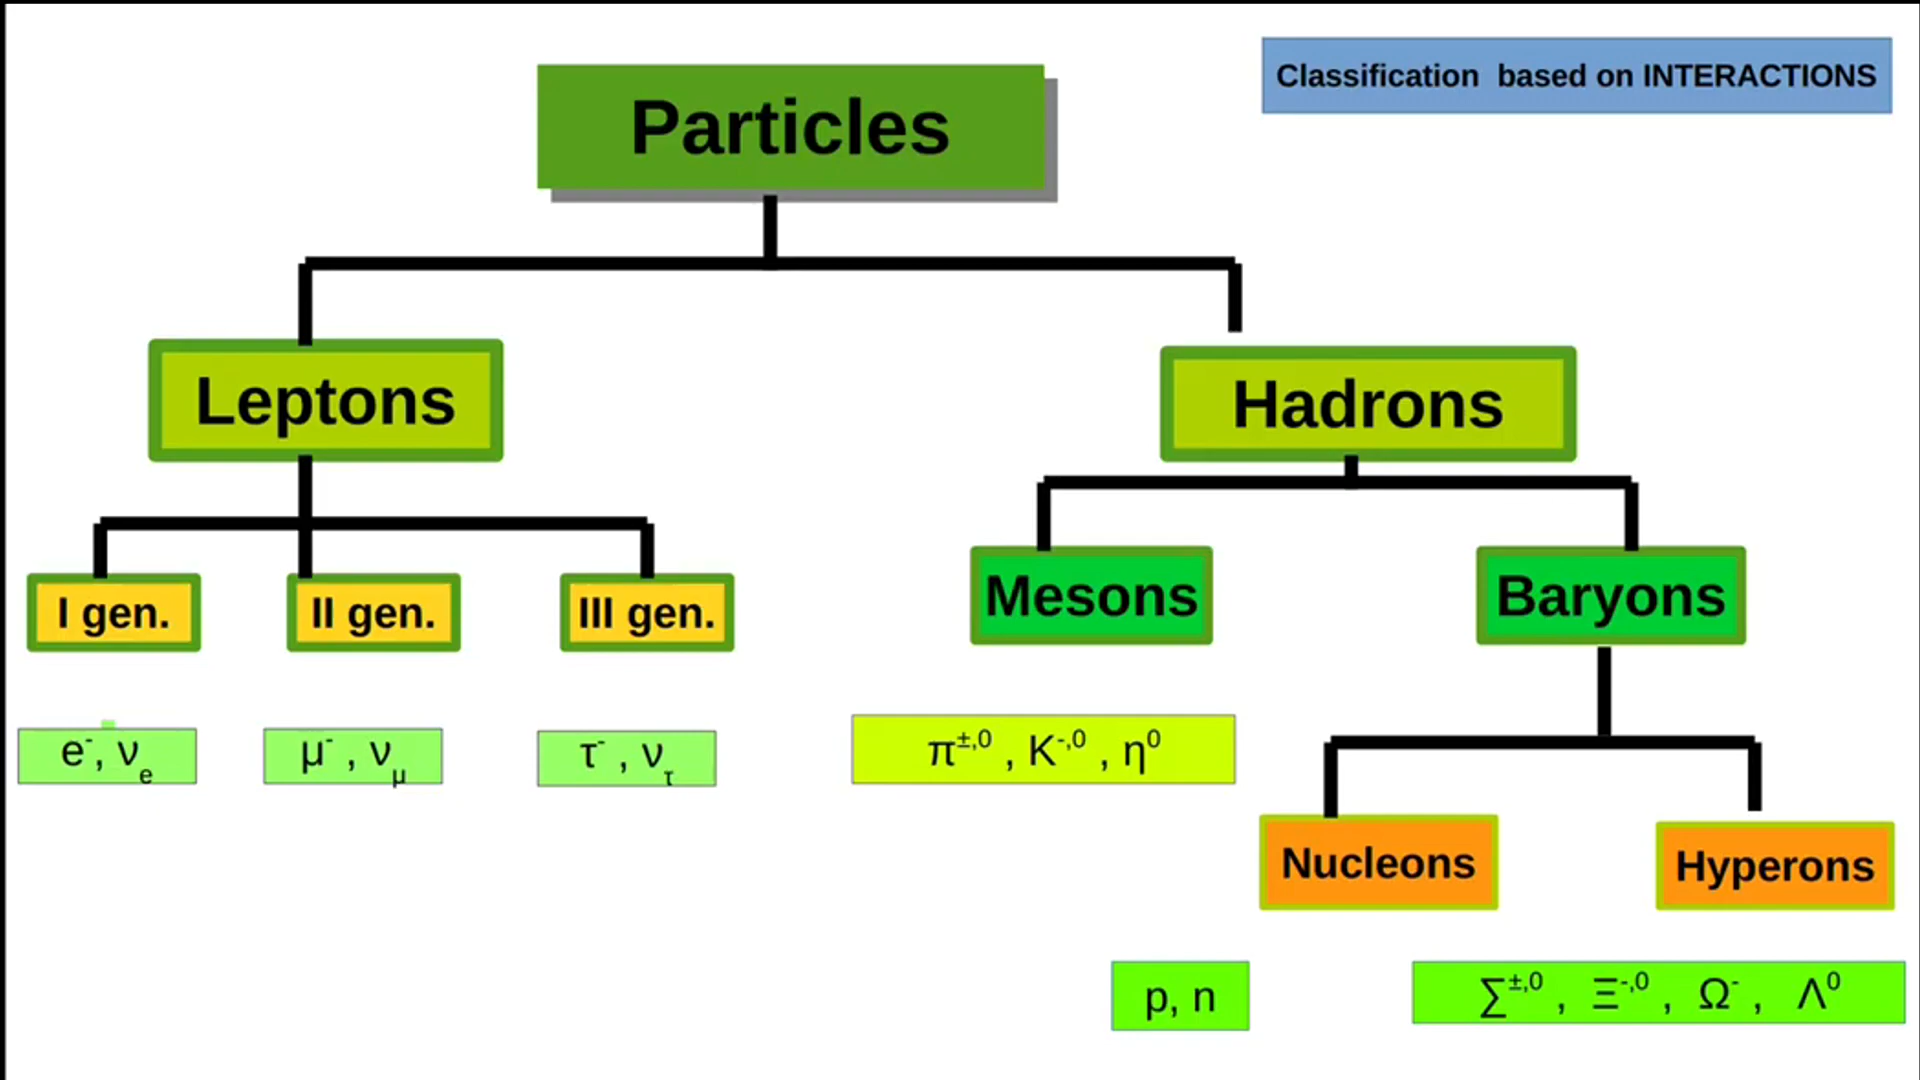 Classification  based on INTERACTIONS
Particles
Leptons
Hadrons
I gen.
II gen.
III gen.
Mesons
Baryons
e⁻, νₑ
μ⁻ , ν_μ
τ⁻ , ν_τ
π^±,0 , K^-,0 , η⁰
Nucleons
Hyperons
p, n
∑^±,0 , Ξ^-,0 , Ω⁻ , Λ⁰